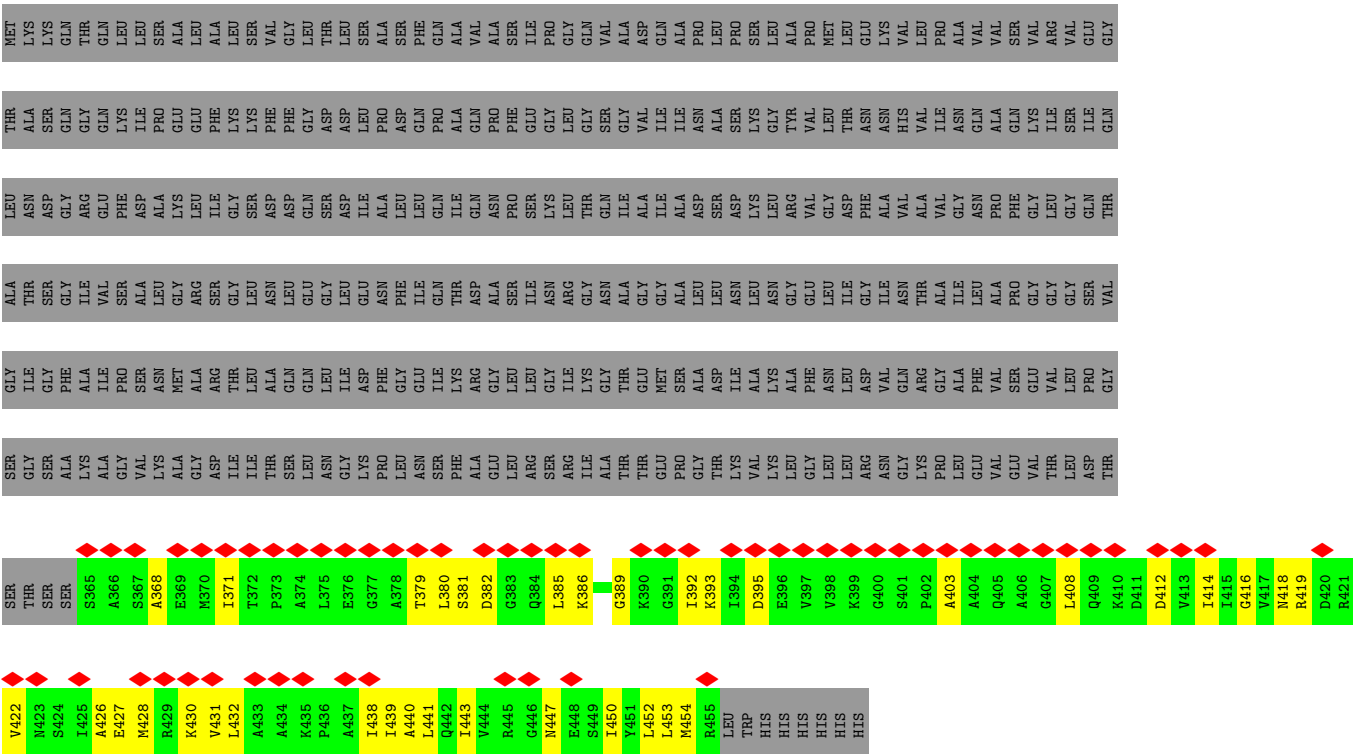 MET LYS LYS GLN THR GLN LEU LEU SER ALA LEU ALA LEU SER VAL GLY LEU THR LEU SER ALA SER PHE GLN ALA VAL ALA SER ILE PRO GLY GLN VAL ALA ASP GLN ALA PRO LEU PRO SER LEU ALA PRO MET LEU GLU LYS VAL LEU PRO ALA VAL VAL SER VAL ARG VAL GLU GLY
THR ALA SER GLN GLY GLN LYS ILE PRO GLU GLU PHE LYS LYS PHE PHE GLY ASP ASP LEU PRO ASP GLN PRO ALA GLN PRO PHE GLU GLY LEU GLY SER GLY VAL ILE ILE ASN ALA SER LYS GLY TYR VAL LEU THR ASN ASN HIS VAL ILE ASN GLN ALA GLN LYS ILE SER ILE GLN
LEU ASN ASP GLY ARG GLU PHE ASP ALA LYS LEU ILE GLY SER ASP ASP GLN SER ASP ILE ALA LEU LEU GLN ILE GLN ASN PRO SER LYS LEU THR GLN ILE ALA ILE ALA ASP SER ASP LYS LEU ARG VAL GLY ASP PHE ALA VAL ALA VAL GLY ASN PRO PHE GLY LEU GLY GLN THR
ALA THR SER GLY ILE VAL SER ALA LEU GLY ARG SER GLY LEU ASN LEU GLU GLY LEU GLU ASN PHE ILE GLN THR ASP ALA SER ILE ASN ARG GLY ASN ALA GLY GLY ALA LEU LEU ASN LEU ASN GLY GLU LEU ILE GLY ILE ASN THR ALA ILE LEU ALA PRO GLY GLY GLY SER VAL
GLY ILE GLY PHE ALA ILE PRO SER ASN MET ALA ARG THR LEU ALA GLN GLN LEU ILE ASP PHE GLY GLU ILE LYS ARG GLY LEU LEU GLY ILE LYS GLY THR GLU MET SER ALA ASP ILE ALA LYS ALA PHE ASN LEU ASP VAL GLN ARG GLY ALA PHE VAL SER GLU VAL LEU PRO GLY
SER GLY SER ALA LYS ALA GLY VAL LYS ALA GLY ASP ILE ILE THR SER LEU ASN GLY LYS PRO LEU ASN SER PHE ALA GLU LEU ARG SER ARG ILE ALA THR THR GLU PRO GLY THR LYS VAL LYS LEU GLY LEU LEU ARG ASN GLY LYS PRO LEU GLU VAL GLU VAL THR LEU ASP THR
SER THR SER SER S365 A366 S367 A368 E369 M370 I371 T372 P373 A374 L375 E376 G377 A378 T379 L380 S381 D382 G383 Q384 L385 K386 G389 K390 G391 I392 K393 I394 D395 E396 V397 V398 K399 G400 S401 P402 A403 A404 Q405 A406 G407 L408 Q409 K410 D411 D412 V413 I414 I415 G416 V417 N418 R419 D420 R421
V422 N423 S424 I425 A426 E427 M428 R429 K430 V431 L432 A433 A434 K435 P436 A437 I438 I439 A440 L441 Q442 I443 V444 R445 G446 N447 E448 S449 I450 Y451 L452 L453 M454 R455 LEU TRP HIS HIS HIS HIS HIS HIS